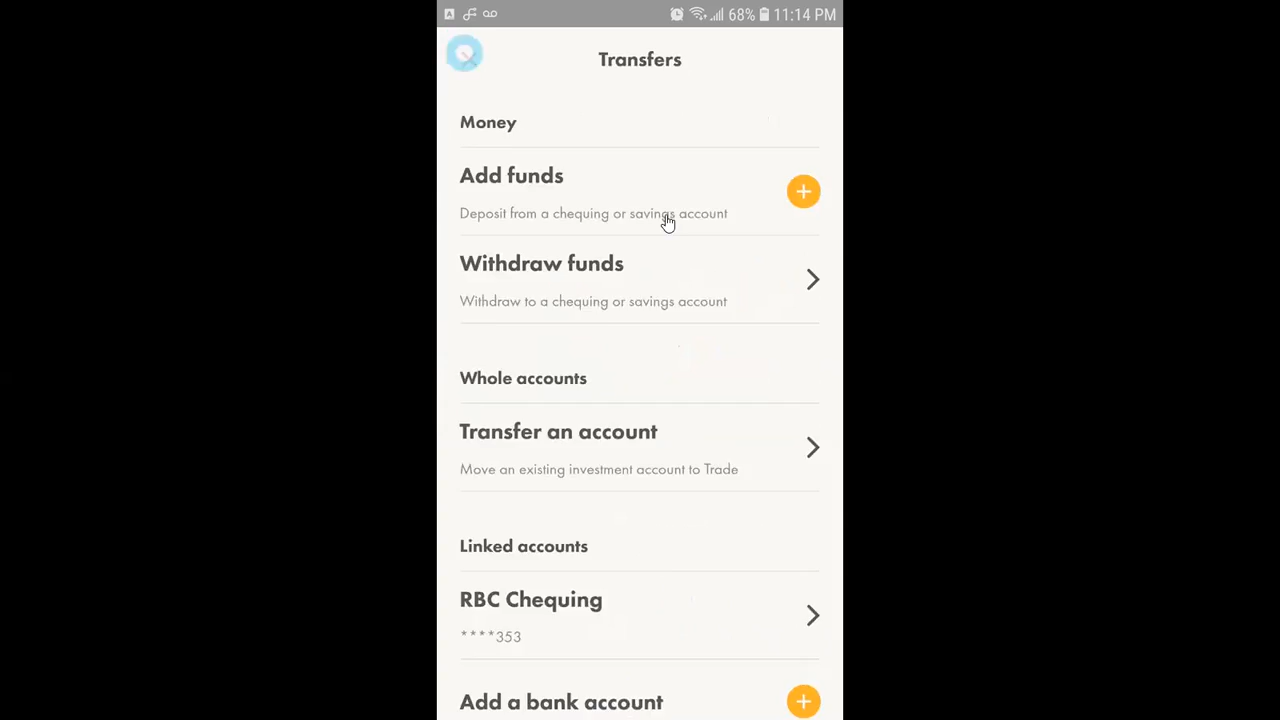 68% 11:14 PM
Transfers
Money
Add funds
Deposit from a chequing or savings account
Withdraw funds
Withdraw to a chequing or savings account
Whole accounts
Transfer an account
Move an existing investment account to Trade
Linked accounts
RBC Chequing
****353
Add a bank account